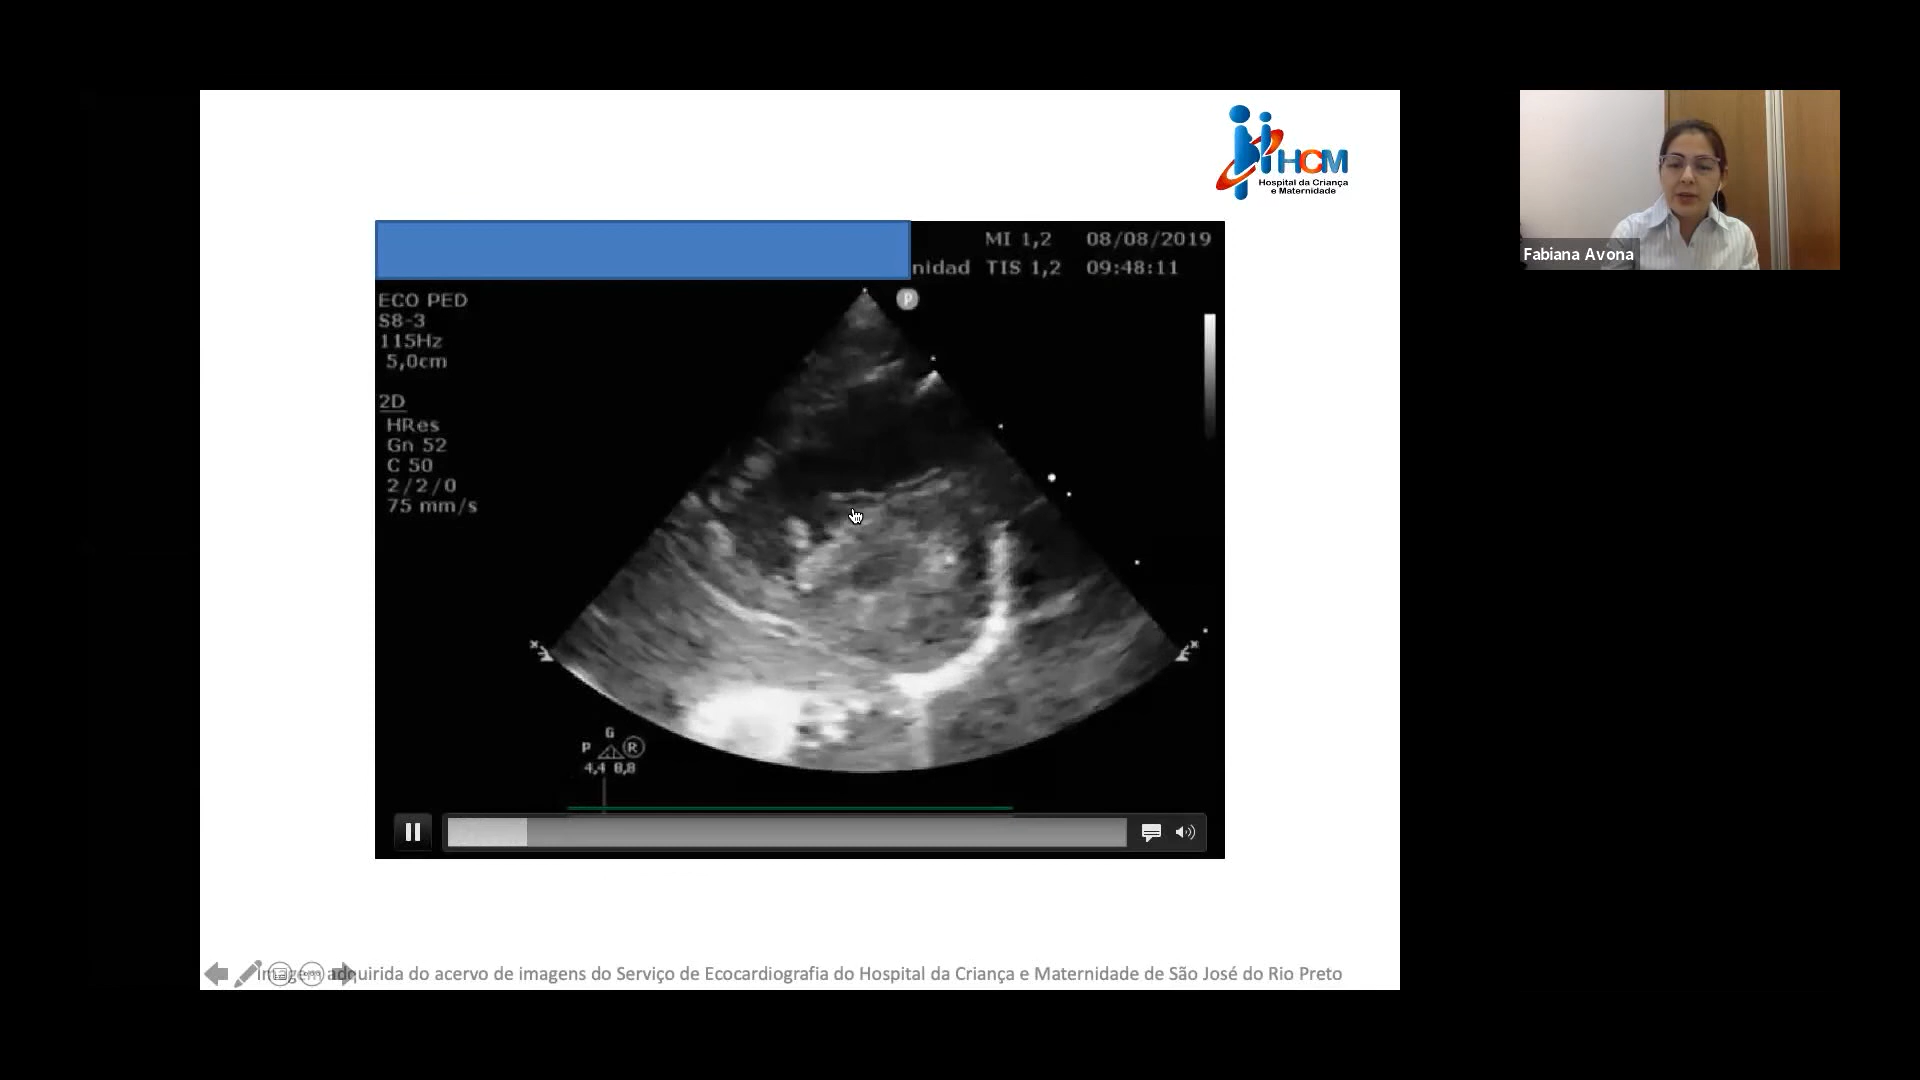 HCM
Hospital da Criança
e Maternidade
MI 1,2 08/08/2019
nidad TIS 1,2 09:48:11
P
ECO PED
S8-3
115Hz
5,0cm
2D
HRes
Gn 52
C 50
2/2/0
75 mm/s
G
P R
4,4 8,8
Fabiana Avona
Imagem adquirida do acervo de imagens do Serviço de Ecocardiografia do Hospital da Criança e Maternidade de São José do Rio Preto